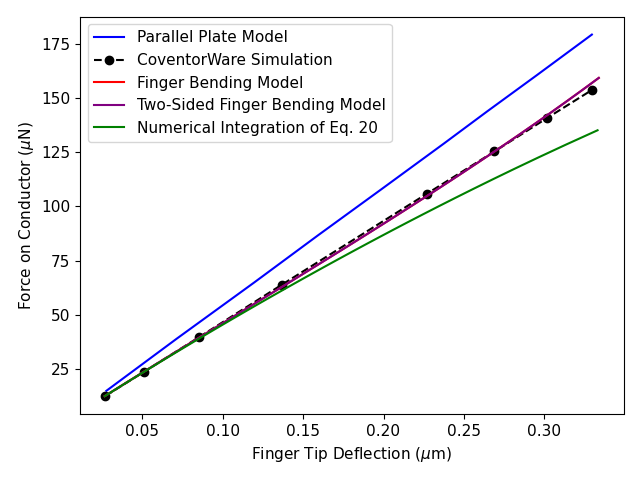 Parallel Plate Model
CoventorWare Simulation
Finger Bending Model
Two-Sided Finger Bending Model
Numerical Integration of Eq. 20
175
150
125
100
75
50
25
Force on Conductor (μN)
0.05 0.10 0.15 0.20 0.25 0.30
Finger Tip Deflection (μm)